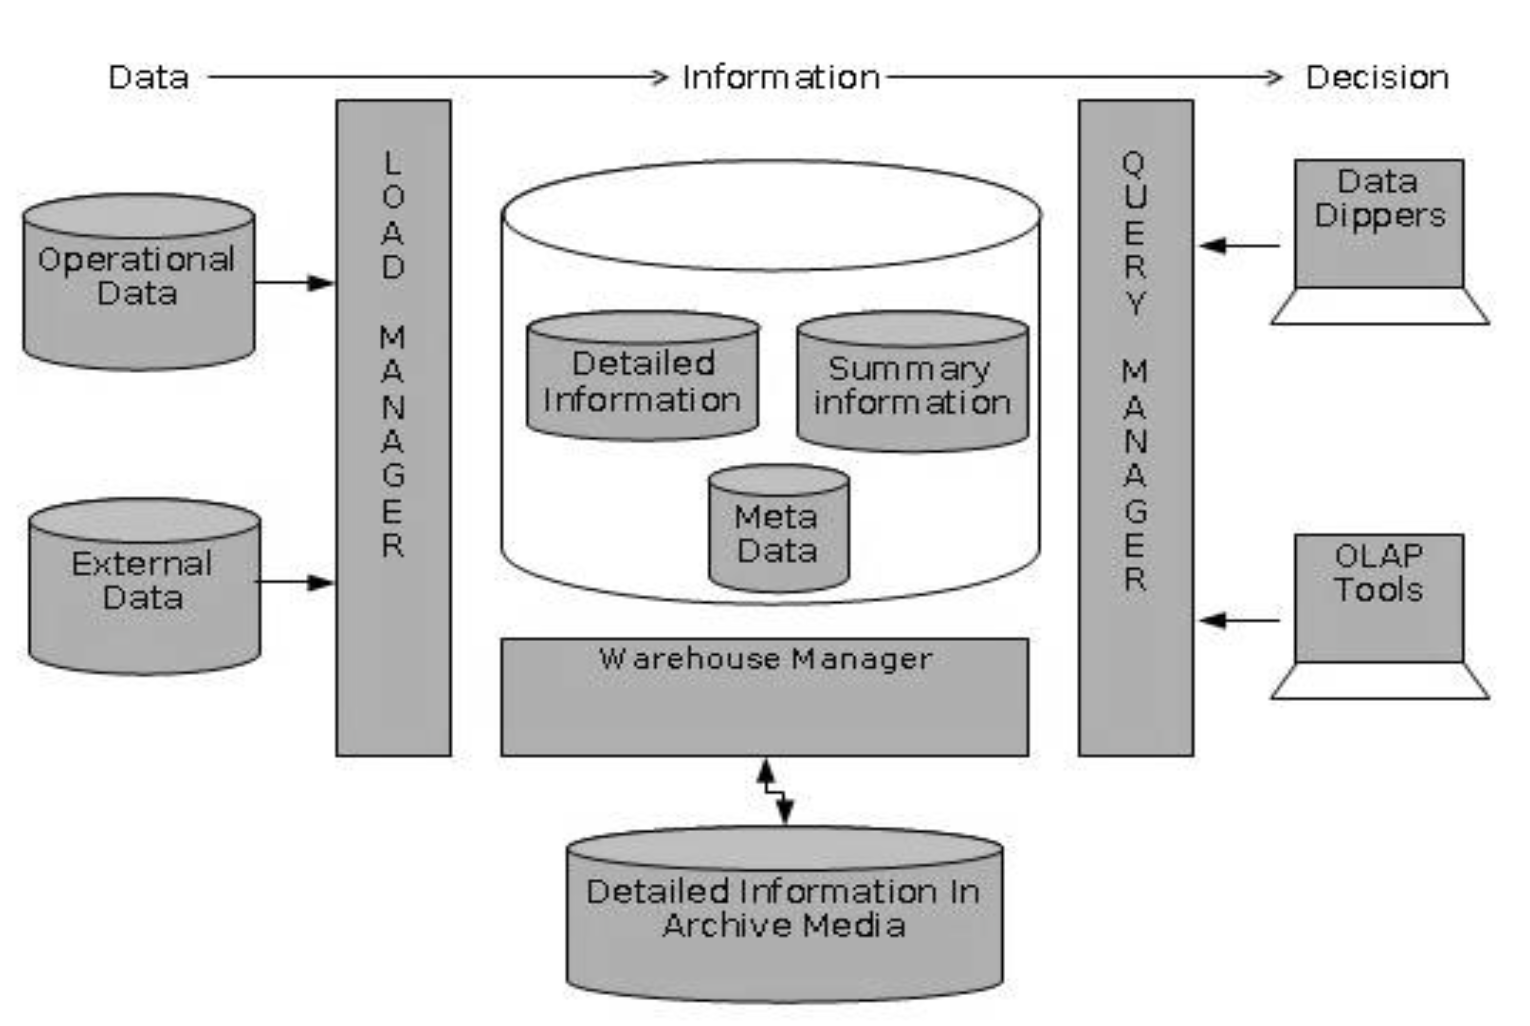 Data
Information
Decision
LOAD MANAGER
QUERY MANAGER
Data
Dippers
Operational
Data
Detailed
Information
Summary
information
Meta
Data
External
Data
OLAP
Tools
Warehouse Manager
Detailed Information In
Archive Media